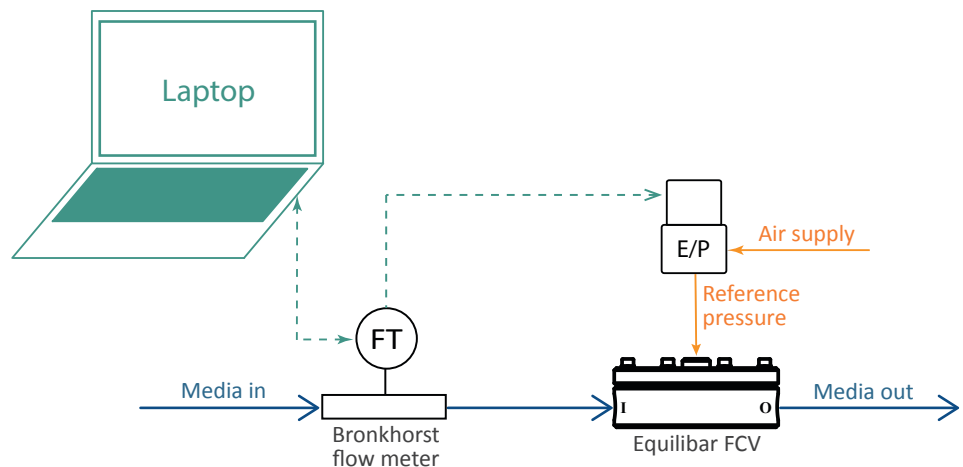 Laptop
E/P
Air supply
Reference
pressure
FT
Media in
I
O
Media out
Bronkhorst
flow meter
Equilibar FCV